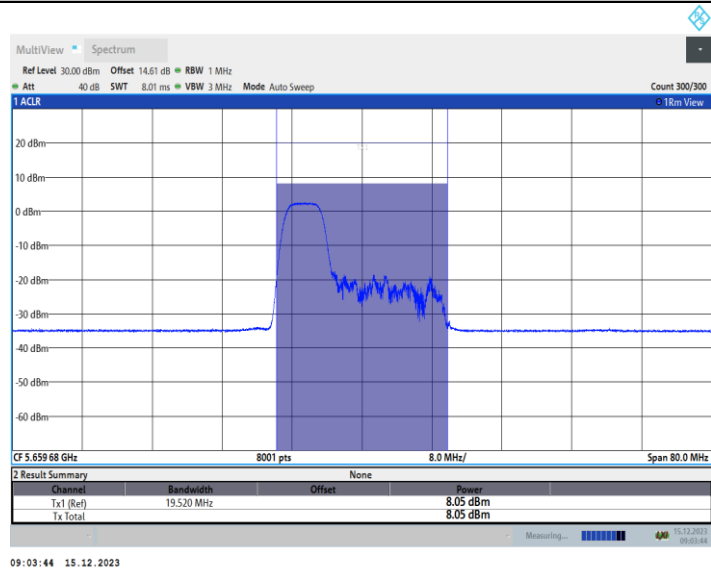 MultiView Spectrum
Ref Level 30.00 dBm Offset 14.61 dB RBW 1 MHz
Att 40 dB SWT 8.01 ms VBW 3 MHz Mode Auto Sweep Count 300/300
1 ACLR 1Rm View
20 dBm
10 dBm
0 dBm
-10 dBm
-20 dBm
-30 dBm
-40 dBm
-50 dBm
-60 dBm
CF 5.659 68 GHz 8001 pts 8.0 MHz/ Span 80.0 MHz
2 Result Summary None
Channel Bandwidth Offset Power
Tx1 (Ref) 19.520 MHz 8.05 dBm
Tx Total 8.05 dBm
Measuring... 15.12.2023
09:03:44
09:03:44 15.12.2023